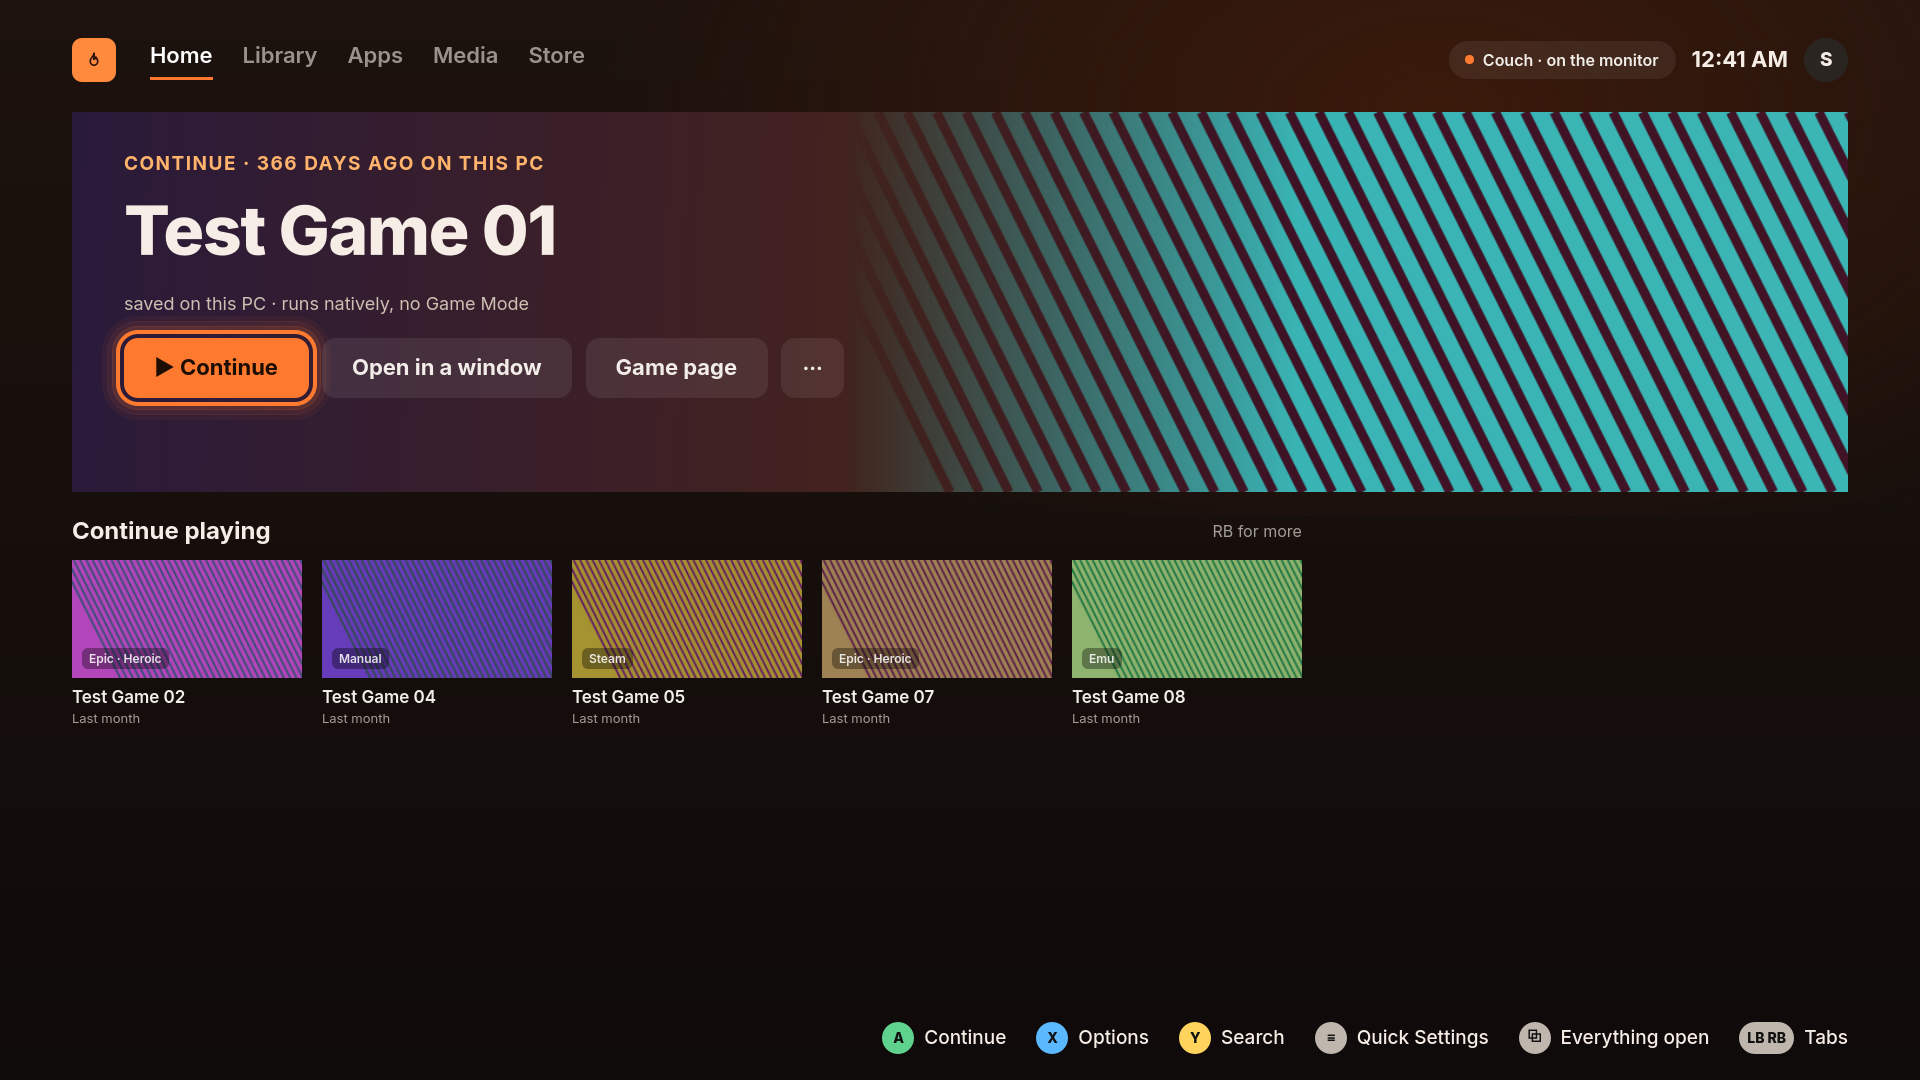 Home Library Apps Media Store
Couch · on the monitor 12:41 AM S
CONTINUE · 366 DAYS AGO ON THIS PC
Test Game 01
saved on this PC · runs natively, no Game Mode
▶ Continue Open in a window Game page ···
Continue playing RB for more
Epic · Heroic Manual Steam Epic · Heroic Emu
Test Game 02 Test Game 04 Test Game 05 Test Game 07 Test Game 08
Last month Last month Last month Last month Last month
A Continue X Options Y Search ≡ Quick Settings Everything open LB RB Tabs